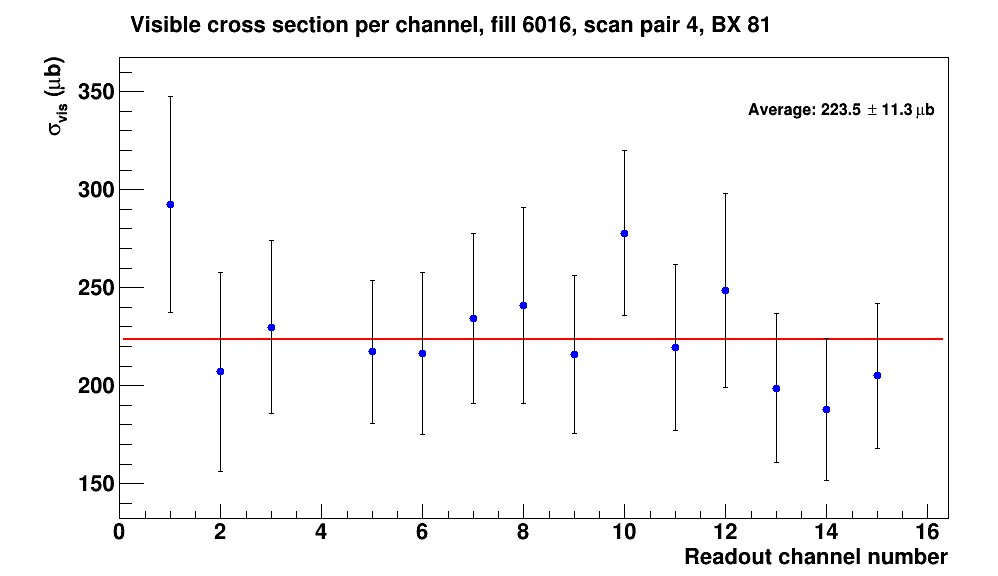 Visible cross section per channel, fill 6016, scan pair 4, BX 81
σvis (μb)
Average: 223.5 ± 11.3 μb
350
300
250
200
150
0 2 4 6 8 10 12 14 16
Readout channel number